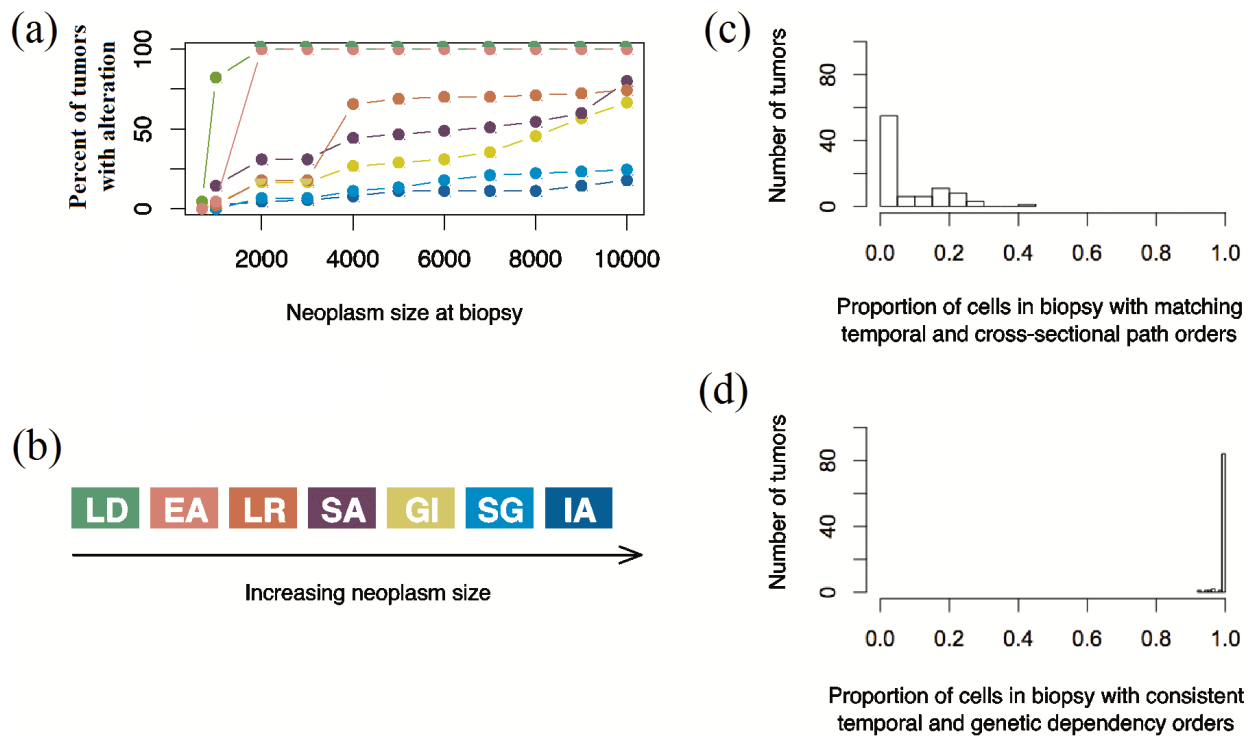 (a)
Percent of tumors
with alteration
100
50
0
2000 4000 6000 8000 10000
Neoplasm size at biopsy
(b)
LD EA LR SA GI SG IA
Increasing neoplasm size
(c)
Number of tumors
80
40
0
0.0 0.2 0.4 0.6 0.8 1.0
Proportion of cells in biopsy with matching
temporal and cross-sectional path orders
(d)
Number of tumors
80
40
0
0.0 0.2 0.4 0.6 0.8 1.0
Proportion of cells in biopsy with consistent
temporal and genetic dependency orders